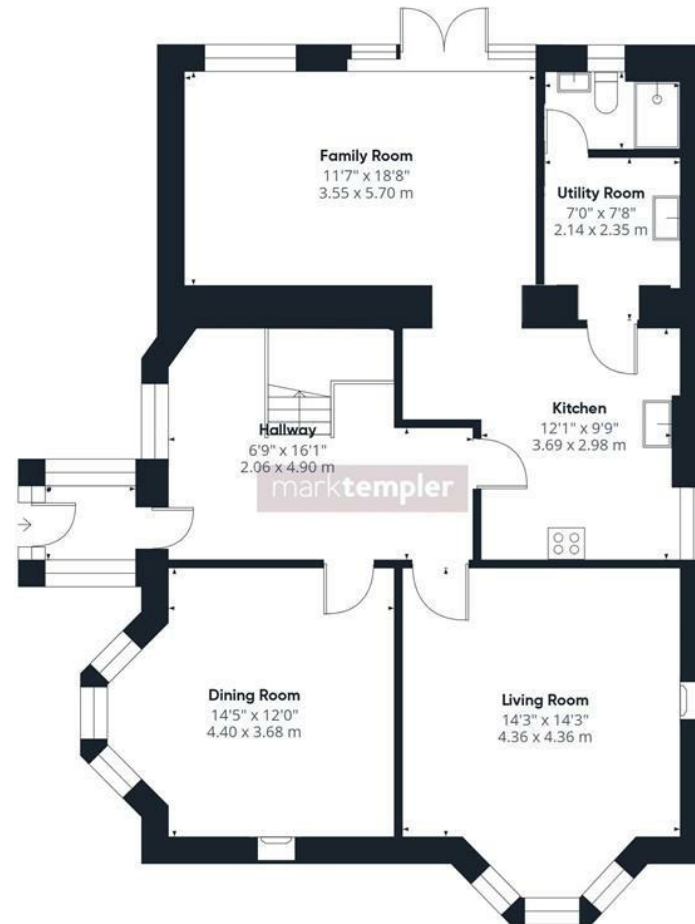 Family Room
11'7" x 18'8"
3.55 x 5.70 m
Utility Room
7'0" x 7'8"
2.14 x 2.35 m
Kitchen
12'1" x 9'9"
3.69 x 2.98 m
Hallway
6'9" x 16'1"
2.06 x 4.90 m
marktempler
Dining Room
14'5" x 12'0"
4.40 x 3.68 m
Living Room
14'3" x 14'3"
4.36 x 4.36 m